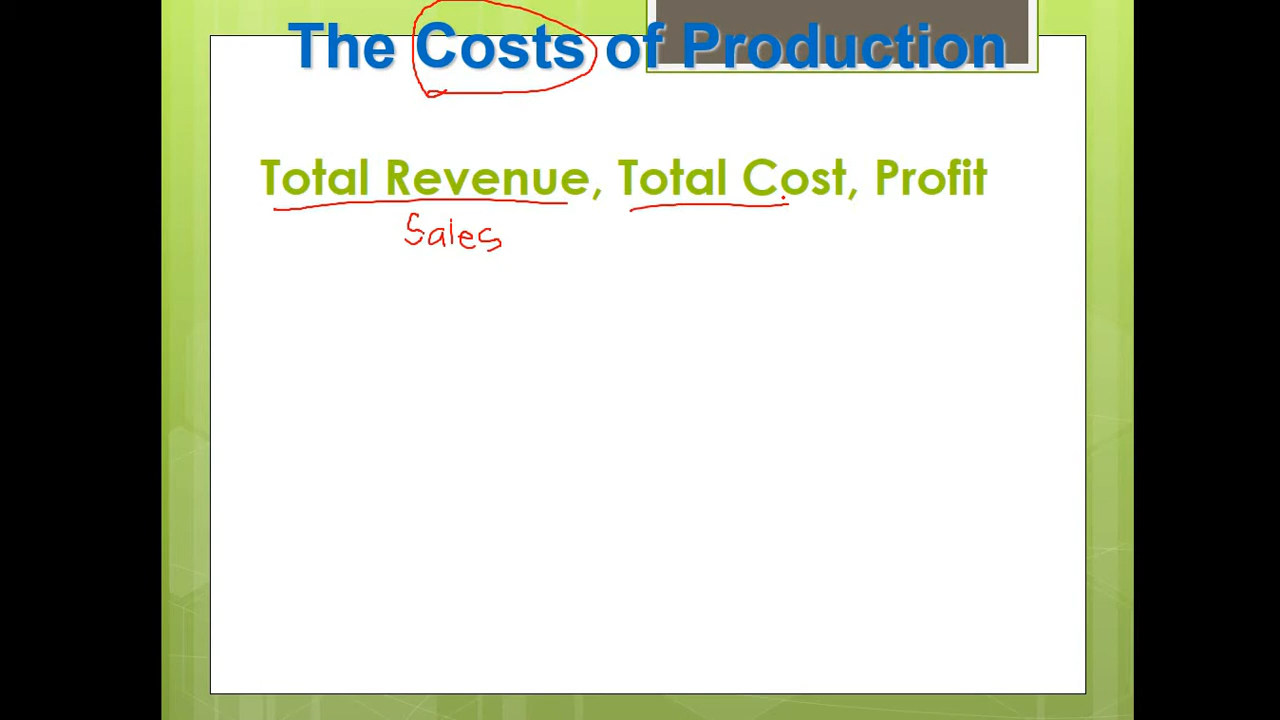 The Costs of Production
Total Revenue, Total Cost, Profit
Sales